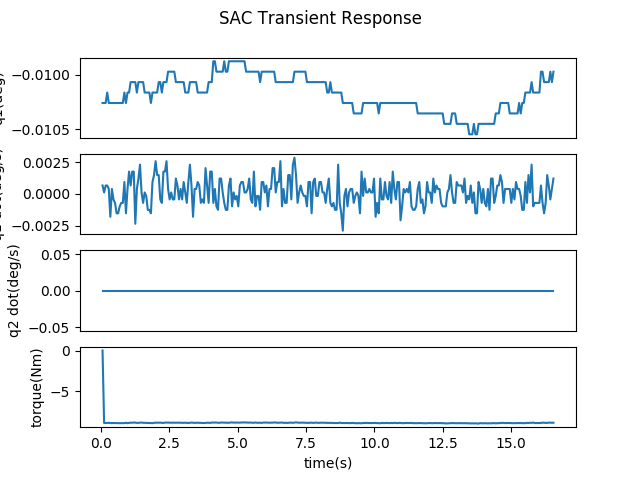 SAC Transient Response
−0.0100
−0.0105
q1(deg)
0.0025
0.0000
−0.0025
0.05
0.00
−0.05
q2 dot(deg/s)
0
−5
torque(Nm)
0.0 2.5 5.0 7.5 10.0 12.5 15.0
time(s)